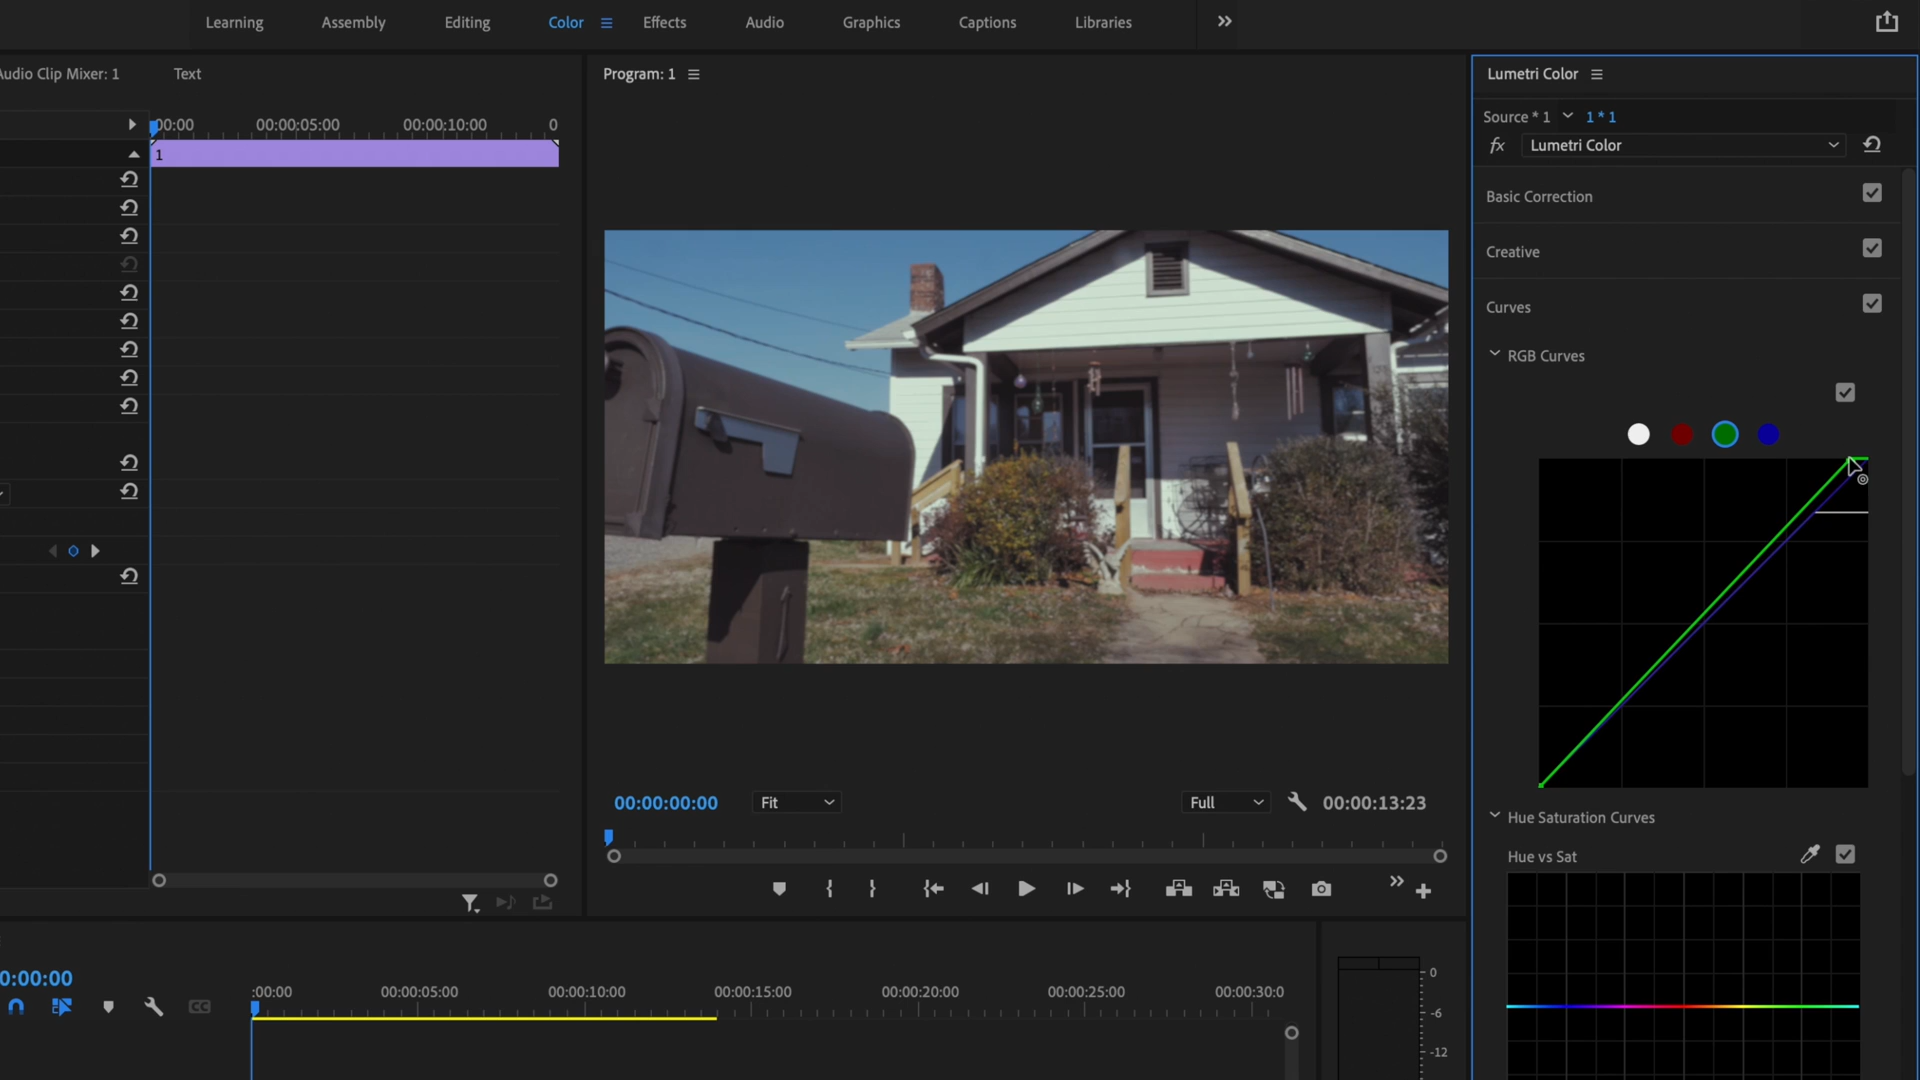 Learning
Assembly
Editing
Color
Effects
Audio
Graphics
Captions
Libraries
Audio Clip Mixer: 1
Text
Program: 1
Lumetri Color
Source * 1
1 * 1
fx
Lumetri Color
:00:00
00:00:05:00
00:00:10:00
0
1
Basic Correction
Creative
Curves
RGB Curves
00:00:00:00
Fit
Full
00:00:13:23
Hue Saturation Curves
Hue vs Sat
0:00:00
CC
:00:00
00:00:05:00
00:00:10:00
00:00:15:00
00:00:20:00
00:00:25:00
00:00:30:0
0
-6
-12